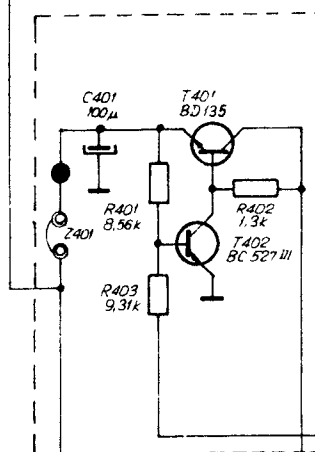 C401
100µ
T401
BD135
R401
8,56k
R402
1,3k
Z401
T402
BC 527 III
R403
9,31k